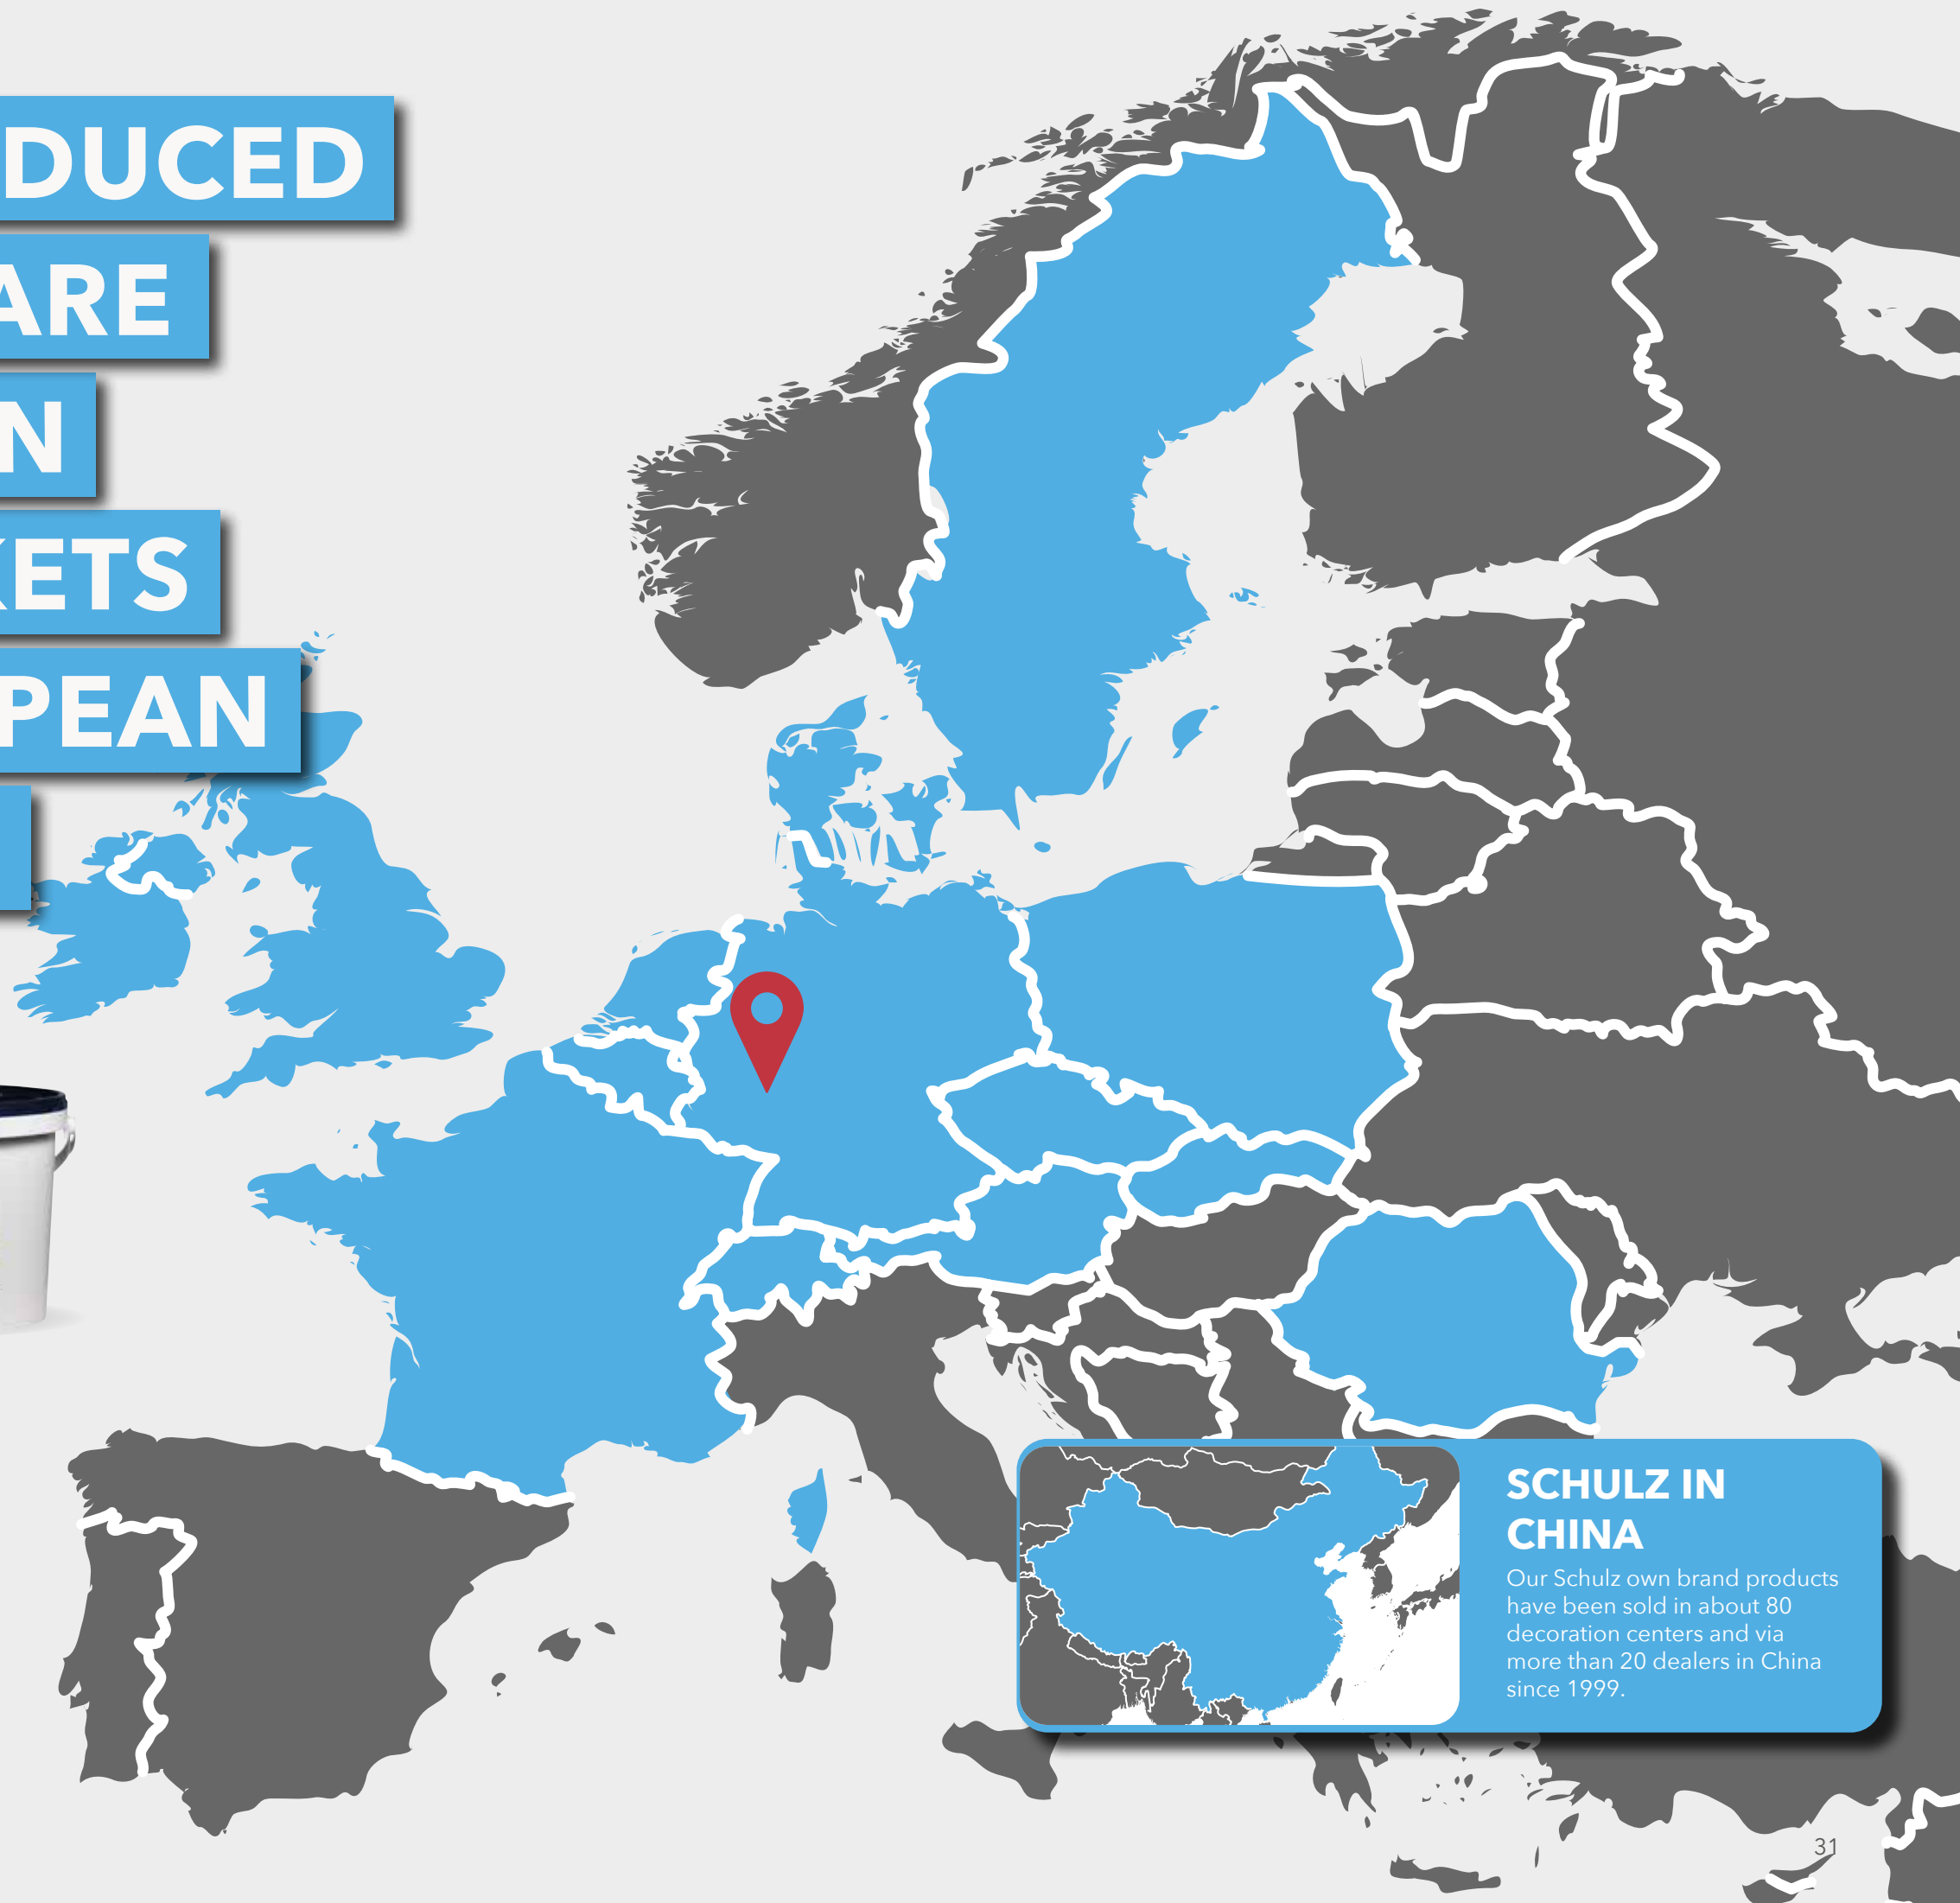 DUCED
ARE
N
KETS
PEAN
SCHULZ IN
CHINA
Our Schulz own brand products
have been sold in about 80
decoration centers and via
more than 20 dealers in China
since 1999.
31